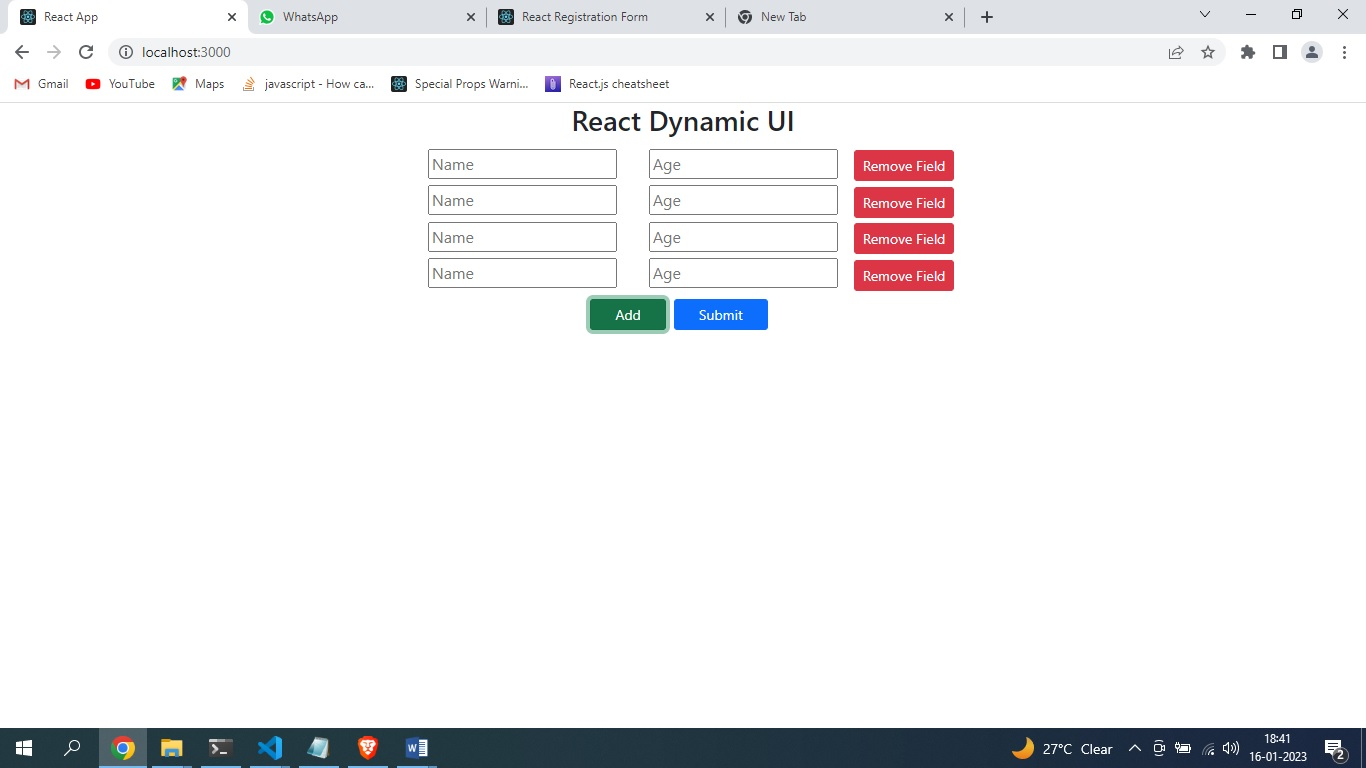 React App WhatsApp React Registration Form New Tab
localhost:3000
Gmail YouTube Maps javascript - How ca... Special Props Warni... React.js cheatsheet
React Dynamic UI
Name Age Remove Field
Name Age Remove Field
Name Age Remove Field
Name Age Remove Field
Add Submit
27°C Clear 18:41
16-01-2023 2